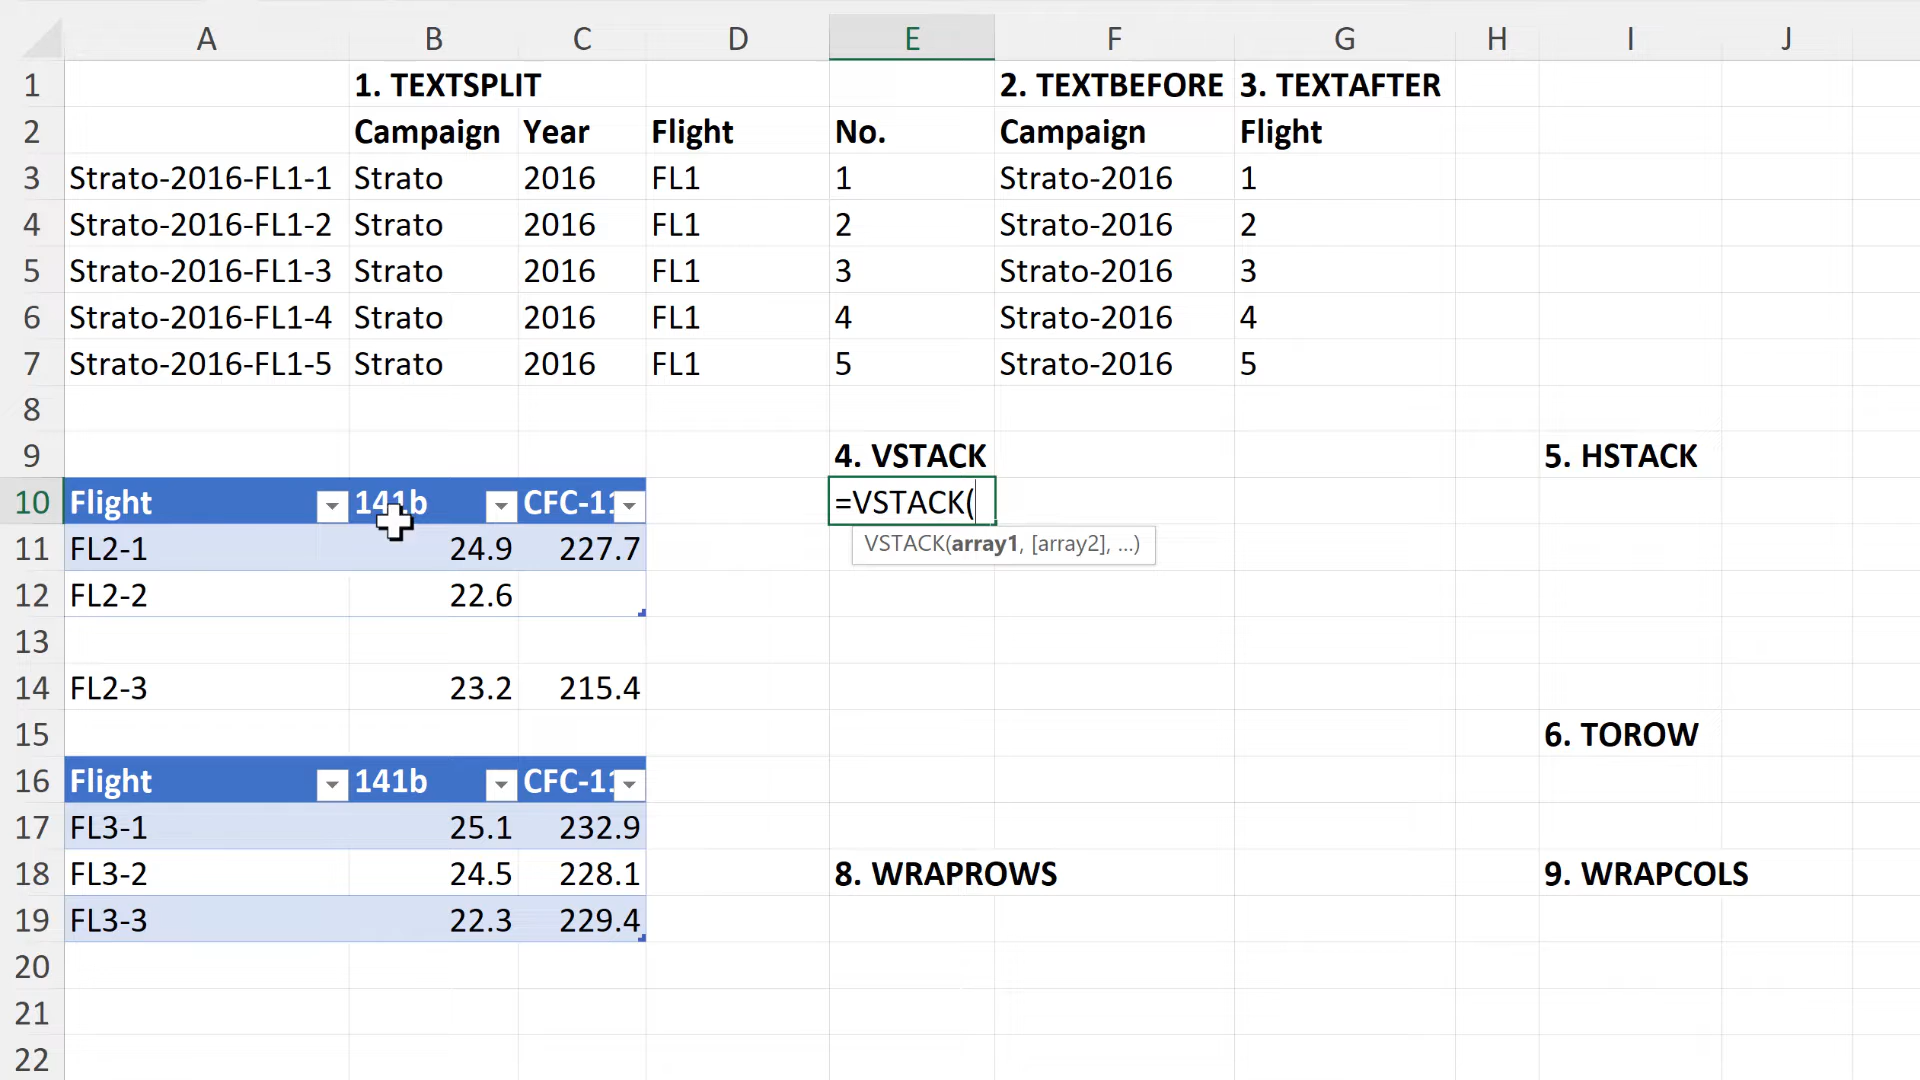 A B C D E F G H I J
1 1. TEXTSPLIT 2. TEXTBEFORE 3. TEXTAFTER
2 Campaign Year Flight No. Campaign Flight
3 Strato-2016-FL1-1 Strato 2016 FL1 1 Strato-2016 1
4 Strato-2016-FL1-2 Strato 2016 FL1 2 Strato-2016 2
5 Strato-2016-FL1-3 Strato 2016 FL1 3 Strato-2016 3
6 Strato-2016-FL1-4 Strato 2016 FL1 4 Strato-2016 4
7 Strato-2016-FL1-5 Strato 2016 FL1 5 Strato-2016 5
8
9 4. VSTACK 5. HSTACK
10 Flight 141b CFC-11 =VSTACK(
11 FL2-1 24.9 227.7 VSTACK(array1, [array2], ...)
12 FL2-2 22.6
13
14 FL2-3 23.2 215.4
15 6. TOROW
16 Flight 141b CFC-11
17 FL3-1 25.1 232.9
18 FL3-2 24.5 228.1 8. WRAPROWS 9. WRAPCOLS
19 FL3-3 22.3 229.4
20
21
22